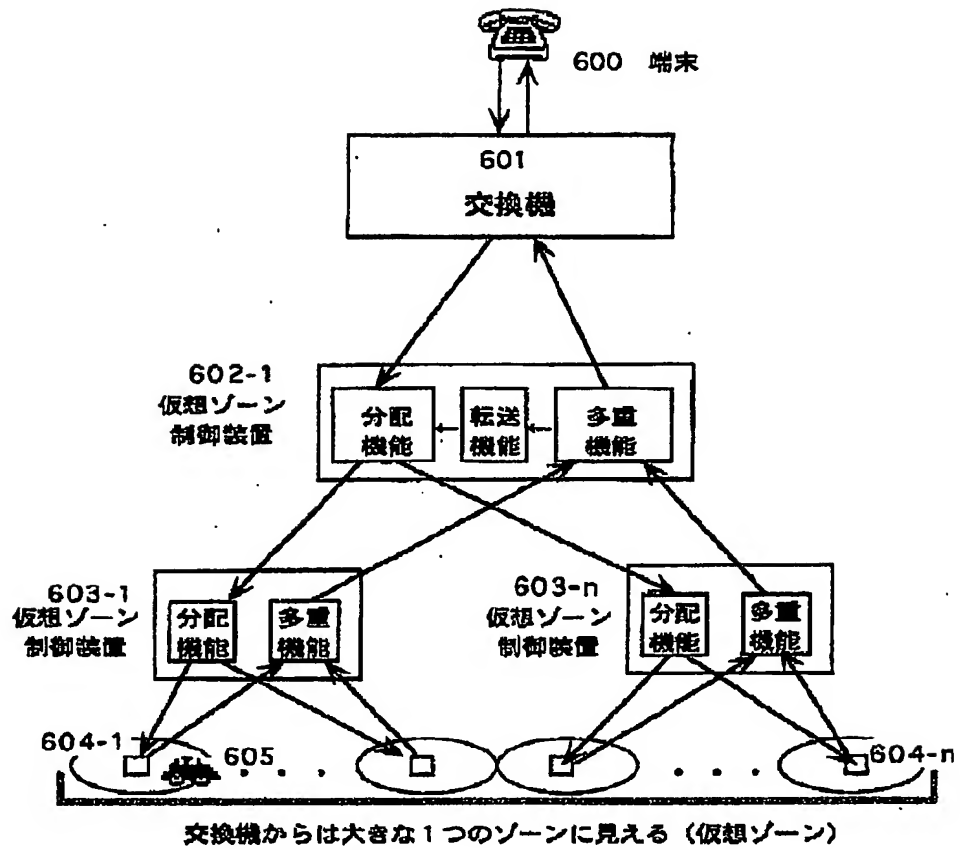 600 端末
601
交換機
602-1
仮想ゾーン
制御装置
分配
機能
転送
機能
多重
機能
603-1
仮想ゾーン
制御装置
分配
機能
多重
機能
603-n
仮想ゾーン
制御装置
分配
機能
多重
機能
604-1
605
604-n
交換機からは大きな1つのゾーンに見える(仮想ゾーン)